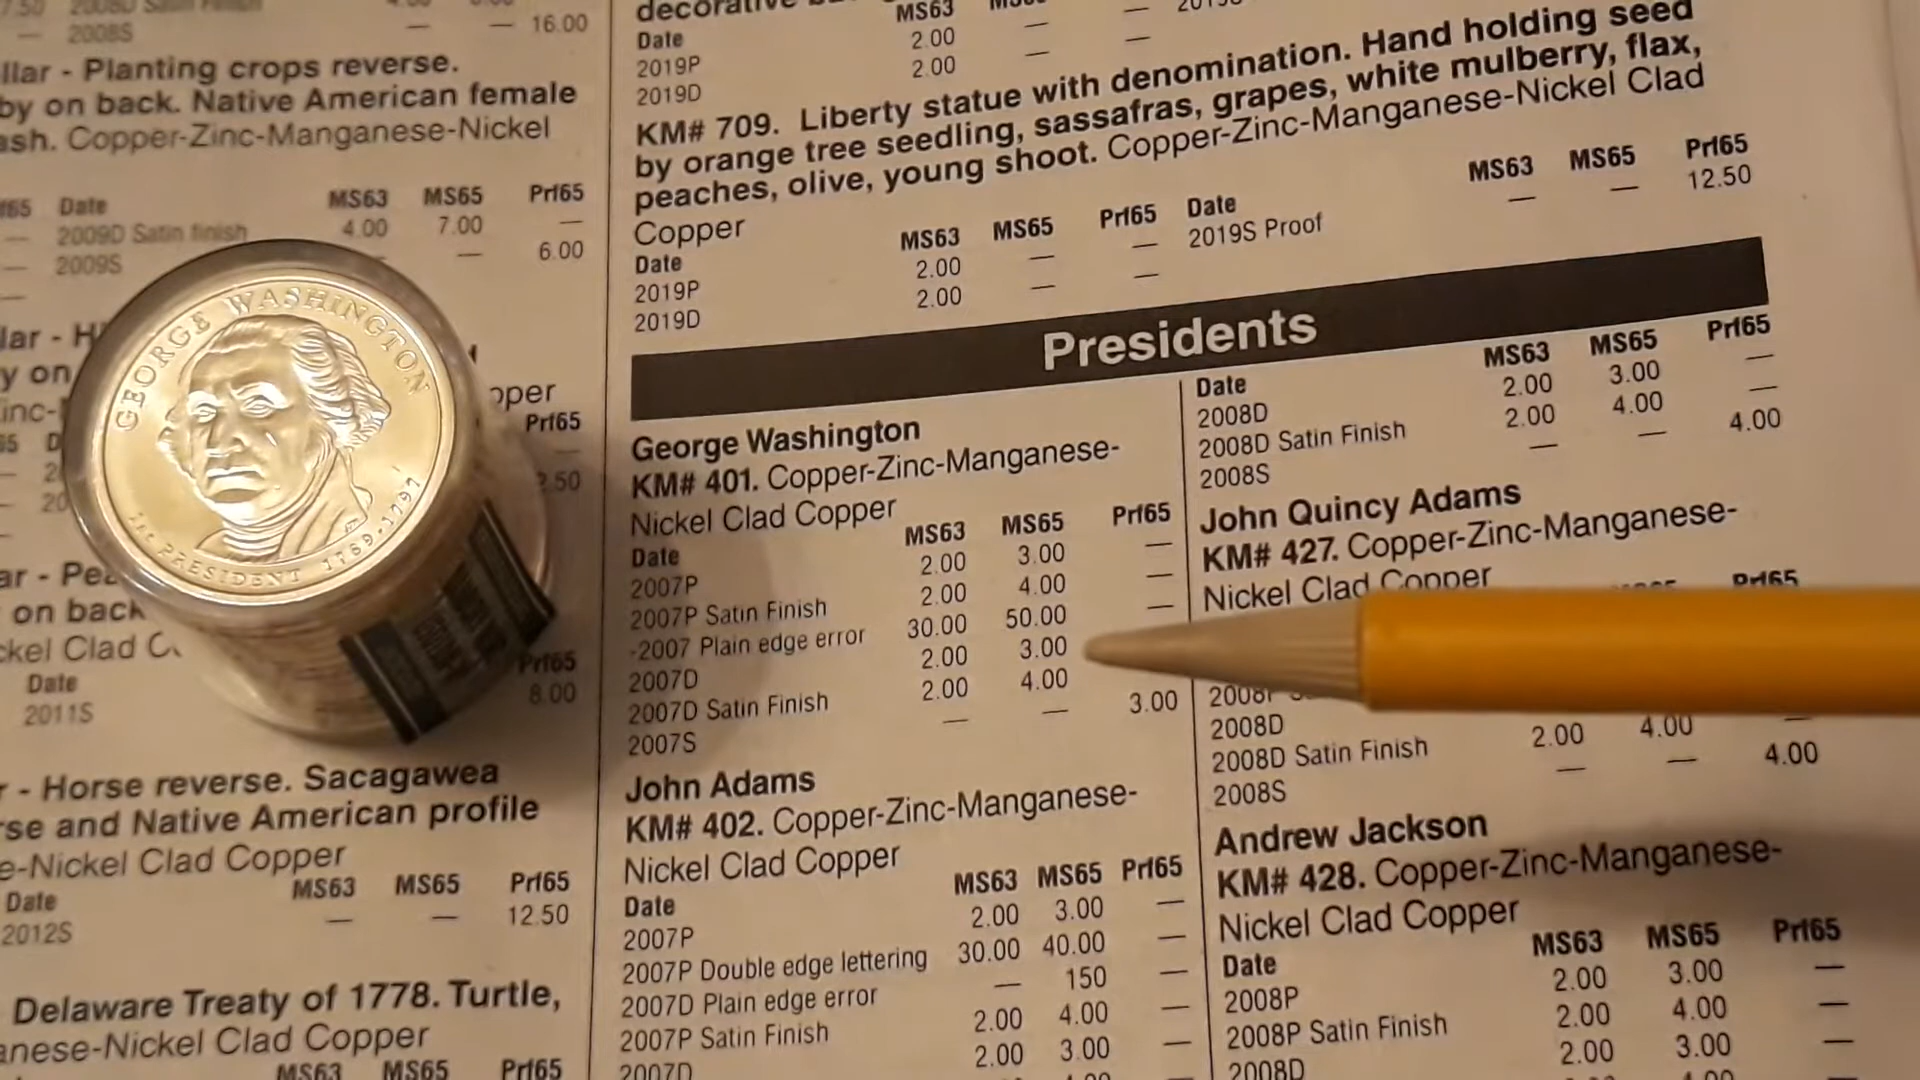 2008S
— — 16.00
llar - Planting crops reverse.
by on back. Native American female
ash. Copper-Zinc-Manganese-Nickel
Date MS63 MS65 Prf65
— 2009D Satin finish 4.00 7.00 —
— 2009S — 6.00
Prf65
GEORGE WASHINGTON
1st PRESIDENT 1789-1797
Prf65
8.00
Date
2011S
r - Horse reverse. Sacagawea
rse and Native American profile
e-Nickel Clad Copper
Date MS63 MS65 Prf65
2012S — — 12.50
Delaware Treaty of 1778. Turtle,
anese-Nickel Clad Copper
MS63 MS65 Prf65
decorative
Date MS63
2019P 2.00 — —
2019D 2.00 — —
KM# 709. Liberty statue with denomination. Hand holding seed
by orange tree seedling, sassafras, grapes, white mulberry, flax,
peaches, olive, young shoot. Copper-Zinc-Manganese-Nickel Clad
Copper
Date MS63 MS65 Prf65 Date MS63 MS65 Prf65
2019P 2.00 — — 2019S Proof — — 12.50
2019D 2.00 — —
Presidents
George Washington
KM# 401. Copper-Zinc-Manganese-
Nickel Clad Copper
Date MS63 MS65 Prf65
2007P 2.00 3.00 —
2007P Satin Finish 2.00 4.00 —
-2007 Plain edge error 30.00 50.00 —
2007D 2.00 3.00
2007D Satin Finish 2.00 4.00
2007S — — 3.00
John Adams
KM# 402. Copper-Zinc-Manganese-
Nickel Clad Copper
Date MS63 MS65 Prf65
2007P 2.00 3.00 —
2007P Double edge lettering 30.00 40.00 —
2007D Plain edge error — 150 —
2007P Satin Finish 2.00 4.00 —
2007D 2.00 3.00 —
Date MS63 MS65 Prf65
2008D 2.00 3.00 —
2008D Satin Finish 2.00 4.00 —
2008S — — 4.00
John Quincy Adams
KM# 427. Copper-Zinc-Manganese-
Nickel Clad Copper
Prf65
2008P
2008D
2008D Satin Finish 2.00 4.00 —
2008S — — 4.00
Andrew Jackson
KM# 428. Copper-Zinc-Manganese-
Nickel Clad Copper
Date MS63 MS65 Prf65
2008P 2.00 3.00 —
2008P Satin Finish 2.00 4.00 —
2008D 2.00 3.00 —